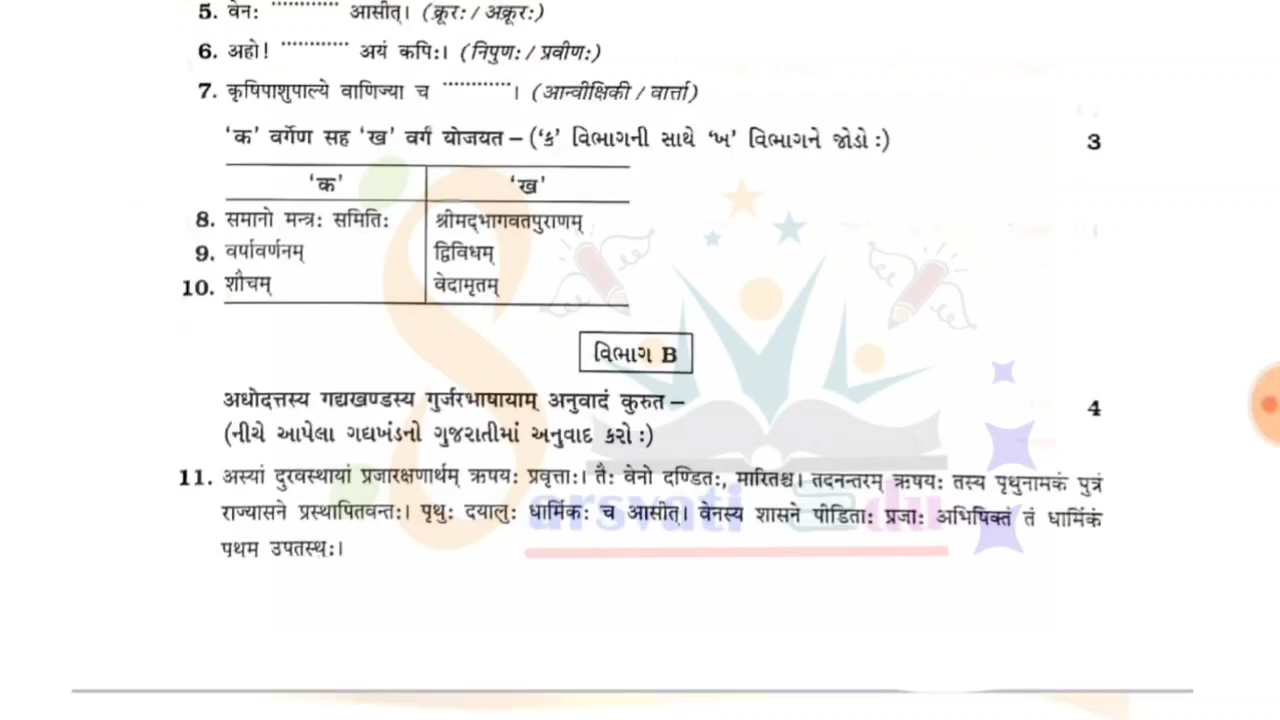 5. वेनः ............ आसीत्। (क्रूरः / अक्रूरः)
6. अहो! ............ अयं कपिः। (निपुणः / प्रवीणः)
7. कृषिपाशुपाल्ये वाणिज्या च ............। (आन्वीक्षिकी / वार्त्ता)
'क' वर्गेण सह 'ख' वर्गं योजयत – ('ક' વિભાગની સાથે 'ખ' વિભાગને જોડો :) 3
'क' 'ख'
8. समानो मन्त्रः समितिः श्रीमद्भागवतपुराणम्
9. वर्षावर्णनम् द्विविधम्
10. शौचम् वेदामृतम्
વિભાગ B
अधोदत्तस्य गद्यखण्डस्य गुर्जरभाषायाम् अनुवादं कुरुत – 4
(નીચે આપેલા ગદ્યખંડનો ગુજરાતીમાં અનુવાદ કરો :)
11. अस्यां दुरवस्थायां प्रजारक्षणार्थम् ऋषयः प्रवृत्ताः। तैः वेनो दण्डितः, मारितश्च। तदनन्तरम् ऋषयः तस्य पृथुनामकं पुत्रं
राज्यासने प्रस्थापितवन्तः। पृथुः दयालुः धार्मिकः च आसीत्। वेनस्य शासने पीडिताः प्रजाः अभिषिक्तं तं धार्मिकं
arsvati Edu